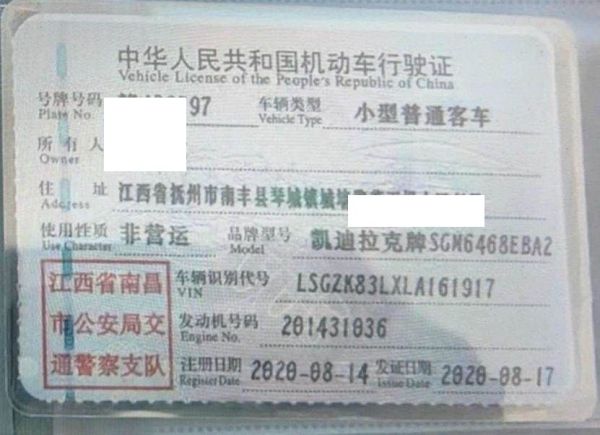 中华人民共和国机动车行驶证
Vehicle License of the People's Republic of China
号牌号码 97 车辆类型 小型普通客车
Plate No. Vehicle Type
所有人
Owner
住址 江西省抚州市南丰县琴城镇城
Address
使用性质 非营运 品牌型号 凯迪拉克牌SGM6468EBA2
Use Character Model
江西省南昌 车辆识别代号 LSGZK83LXLA161917
VIN
市公安局交 发动机号码 201431036
Engine No.
通警察支队 注册日期 2020-08-14 发证日期 2020-08-17
Register Date Issue Date